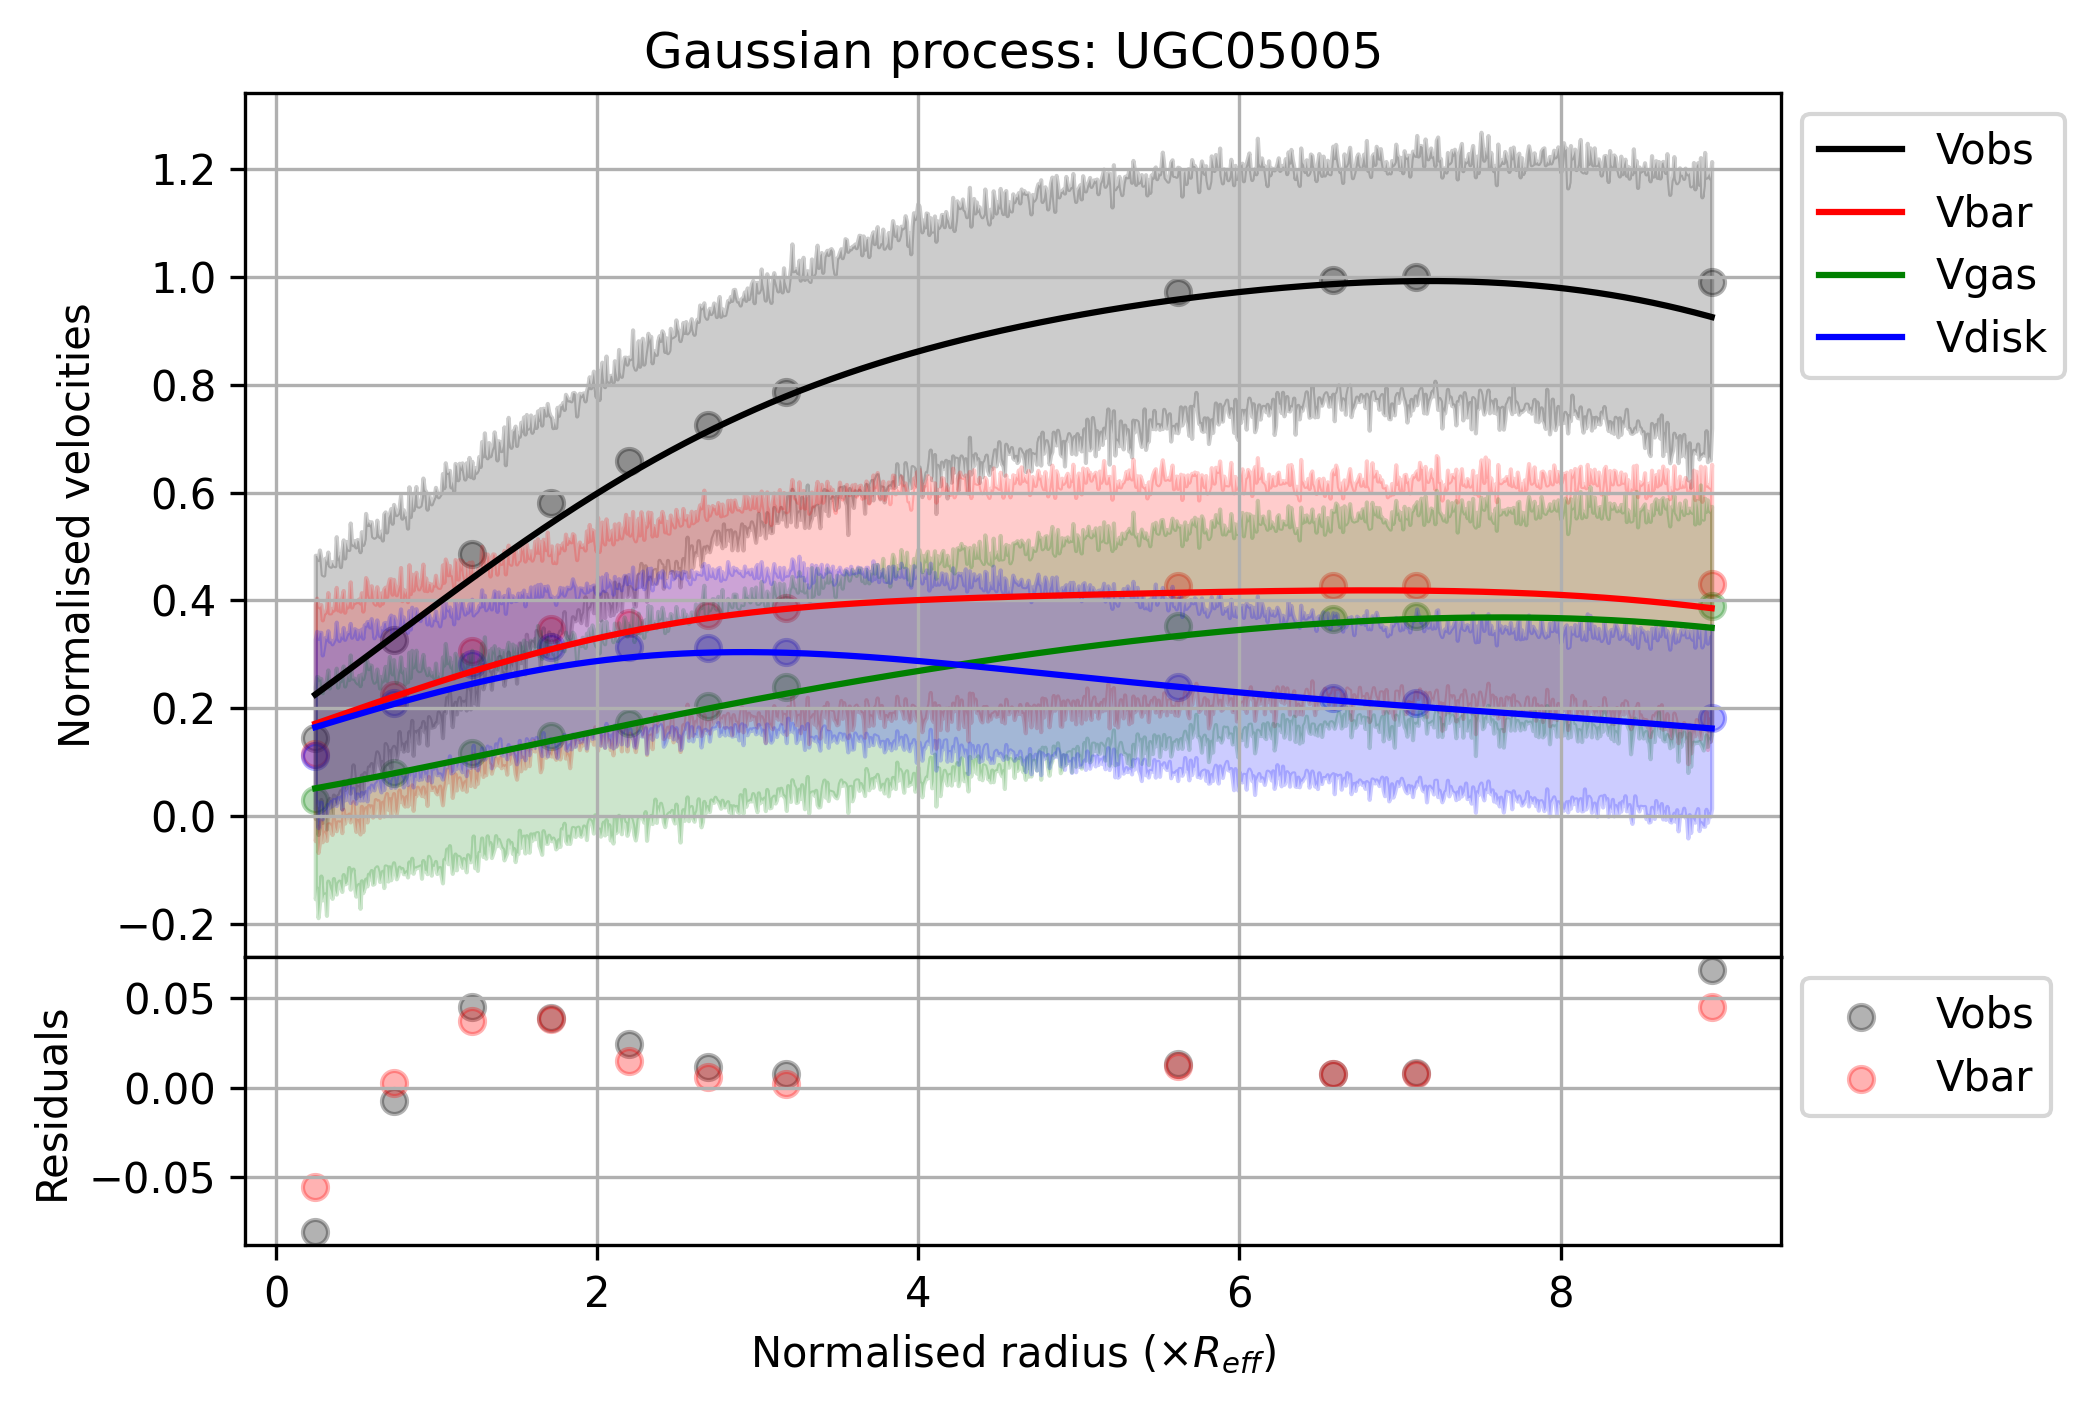 Gaussian process: UGC05005
Normalised velocities
1.2
1.0
0.8
0.6
0.4
0.2
0.0
−0.2
Vobs
Vbar
Vgas
Vdisk
Residuals
0.05
0.00
−0.05
Vobs
Vbar
0 2 4 6 8
Normalised radius (×R_eff)